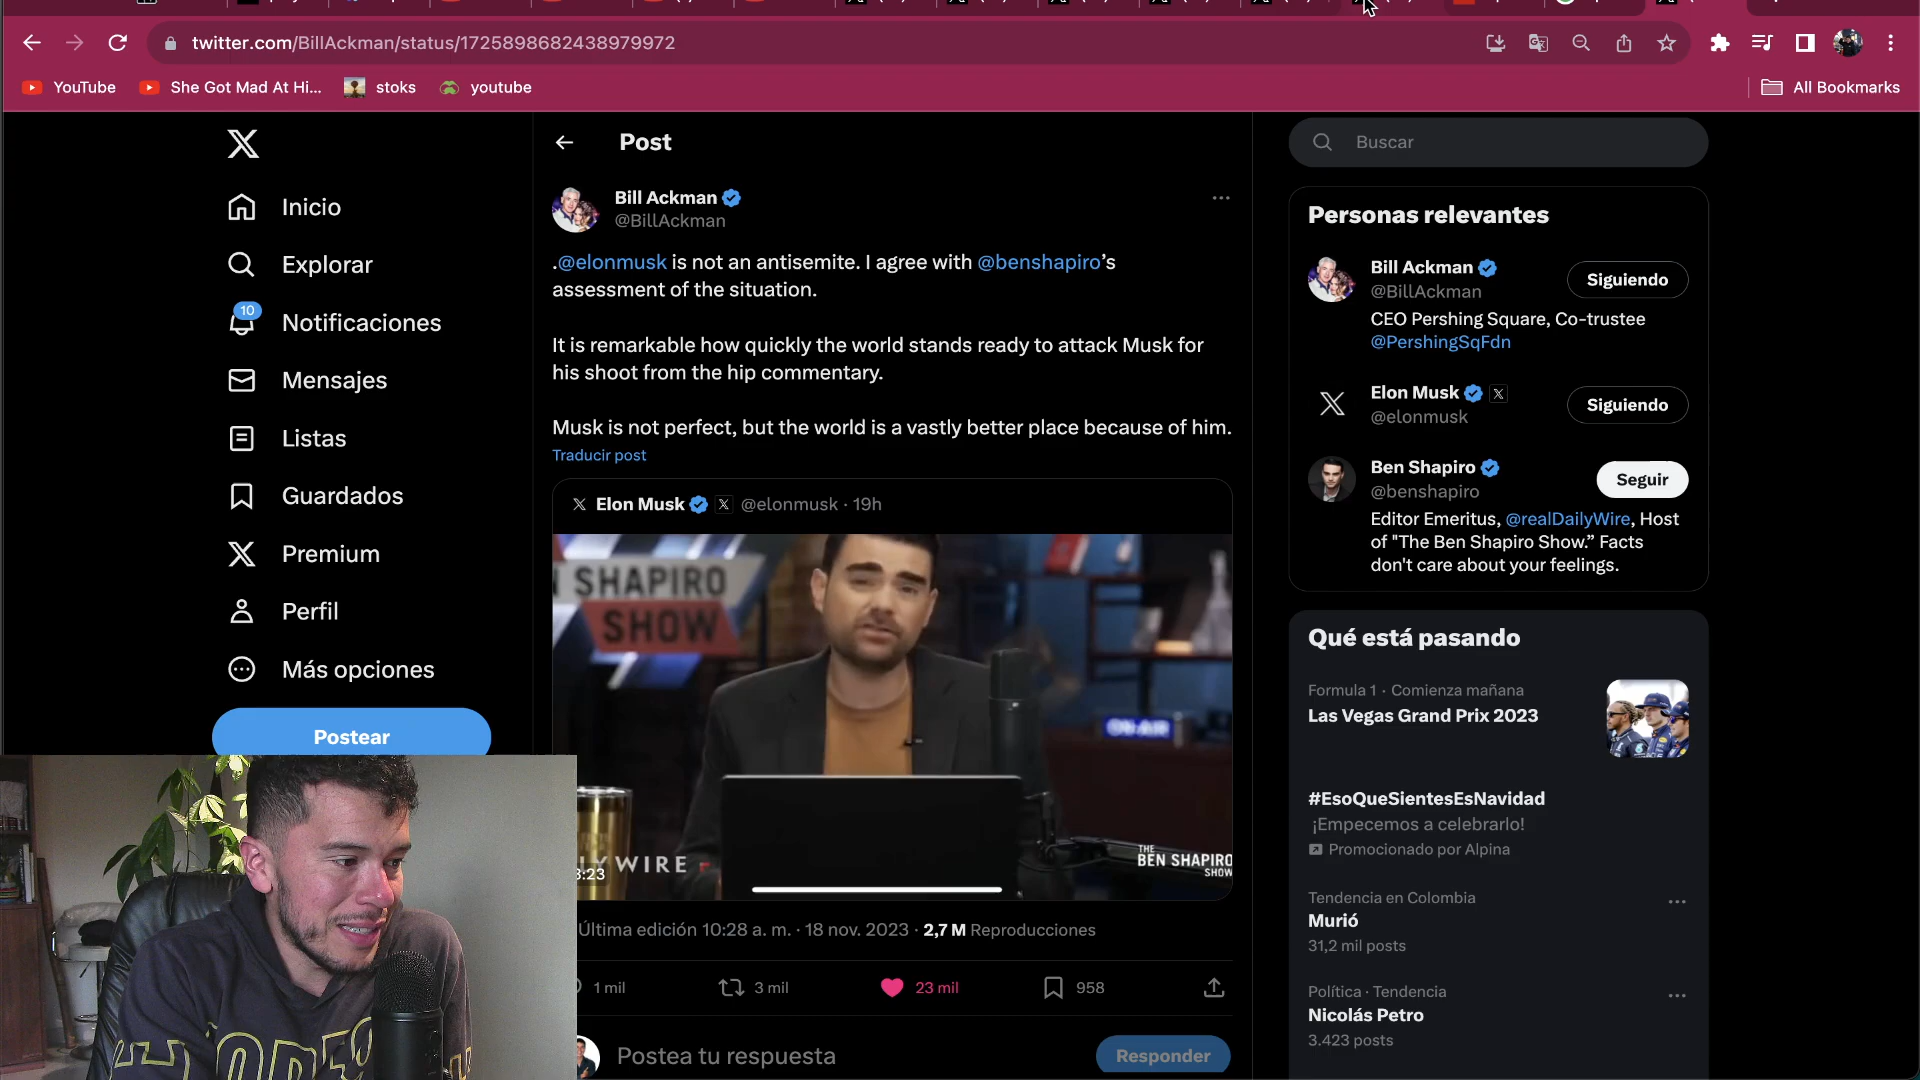 twitter.com/BillAckman/status/1725898682438979972
YouTube
She Got Mad At Hi...
stoks
youtube
All Bookmarks
Inicio
Explorar
10
Notificaciones
Mensajes
Listas
Guardados
Premium
Perfil
Más opciones
Postear
Post
Bill Ackman
@BillAckman
.@elonmusk is not an antisemite. I agree with @benshapiro's
assessment of the situation.
It is remarkable how quickly the world stands ready to attack Musk for
his shoot from the hip commentary.
Musk is not perfect, but the world is a vastly better place because of him.
Traducir post
Elon Musk @elonmusk · 19h
N SHAPIRO
SHOW
ON AIR
WIRE
3:23
THE
BEN SHAPIRO
SHOW
Última edición 10:28 a. m. · 18 nov. 2023 · 2,7 M Reproducciones
1 mil
3 mil
23 mil
958
Postea tu respuesta
Responder
Buscar
Personas relevantes
Bill Ackman
@BillAckman
Siguiendo
CEO Pershing Square, Co-trustee
@PershingSqFdn
Elon Musk
@elonmusk
Siguiendo
Ben Shapiro
@benshapiro
Seguir
Editor Emeritus, @realDailyWire, Host
of "The Ben Shapiro Show.” Facts
don't care about your feelings.
Qué está pasando
Formula 1 · Comienza mañana
Las Vegas Grand Prix 2023
#EsoQueSientesEsNavidad
¡Empecemos a celebrarlo!
Promocionado por Alpina
Tendencia en Colombia
Murió
31,2 mil posts
Política · Tendencia
Nicolás Petro
3.423 posts